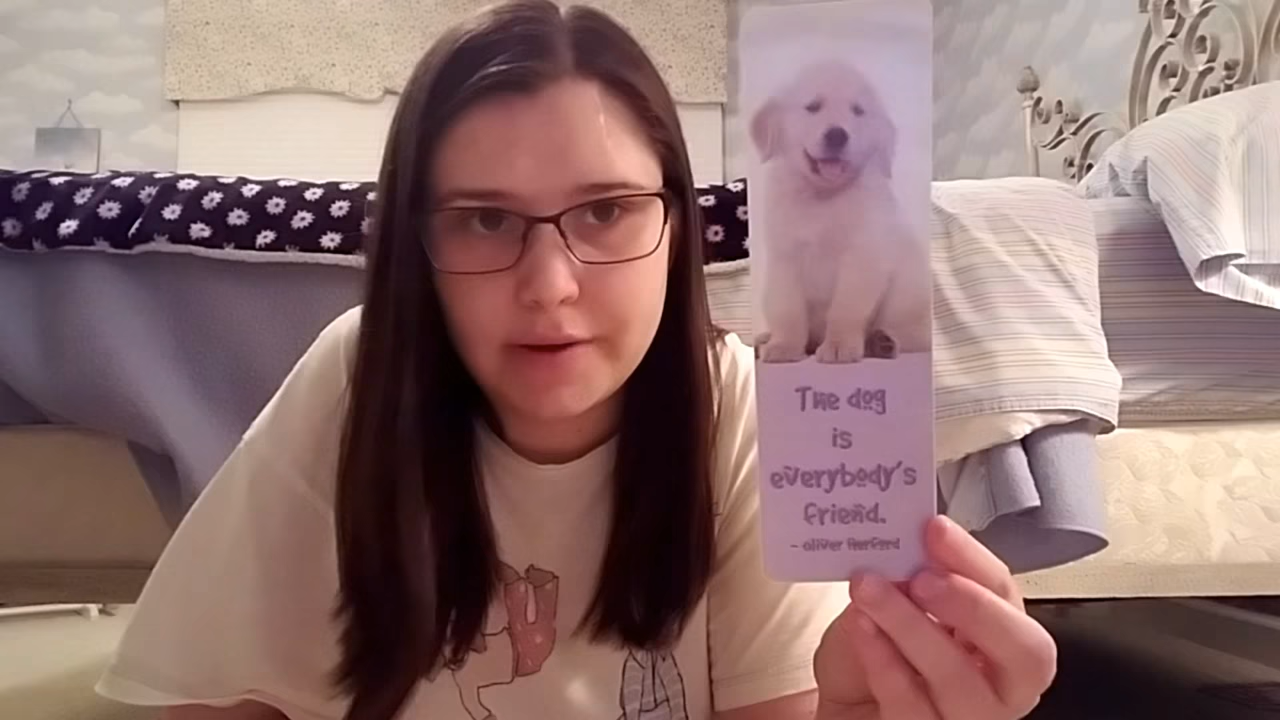 The dog
is
everybody's
friend.
- Oliver Herford